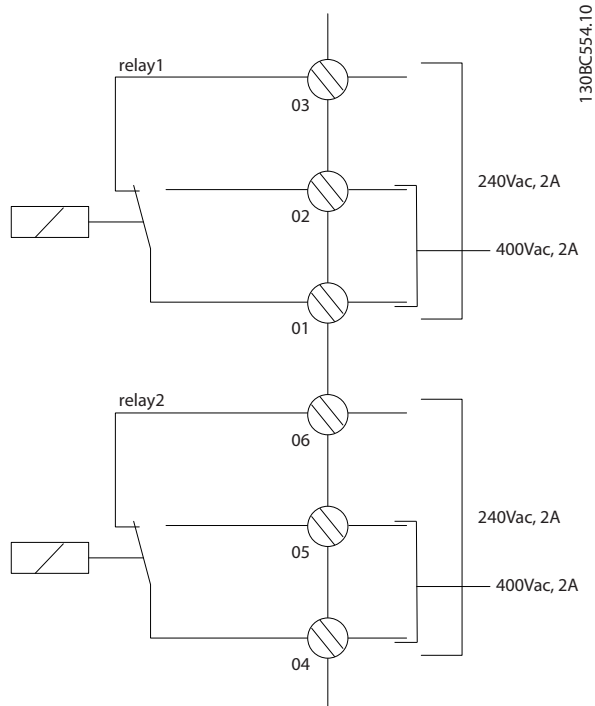 130BC554.10
relay1
03
240Vac, 2A
02
400Vac, 2A
01
relay2
06
240Vac, 2A
05
400Vac, 2A
04